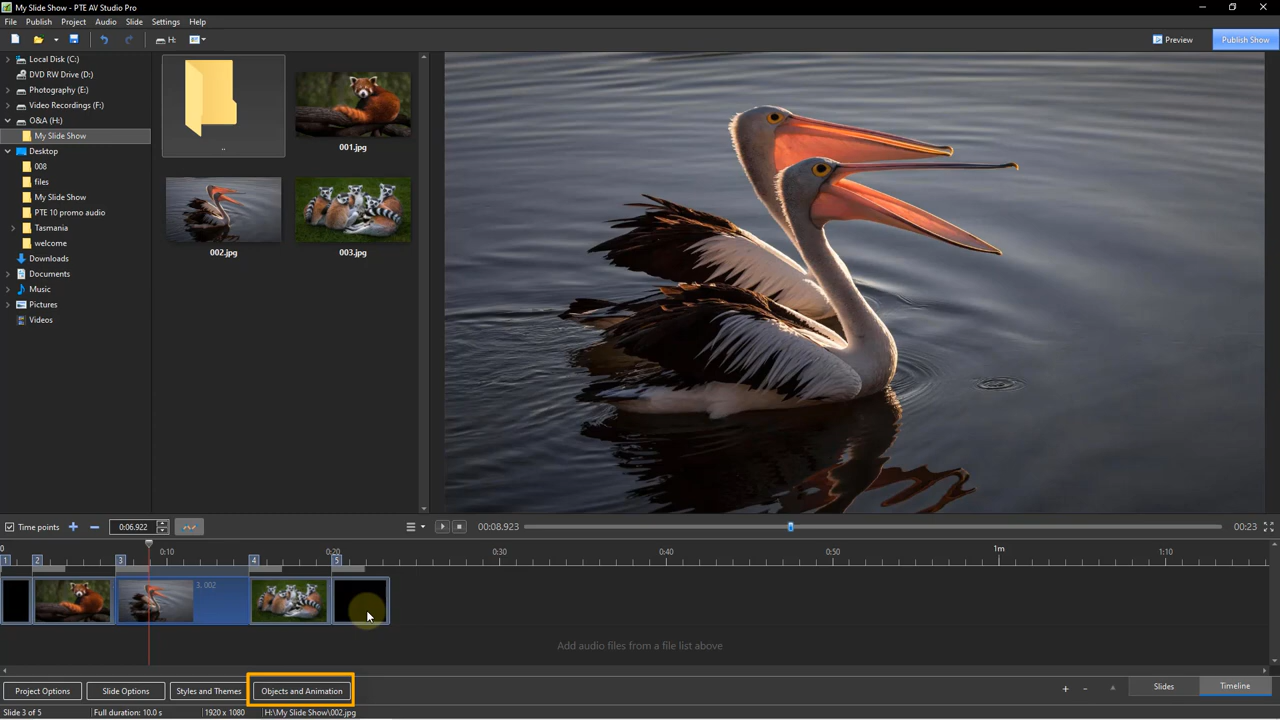 My Slide Show - PTE AV Studio Pro
File Publish Project Audio Slide Settings Help
H:
Preview
Publish Show
Local Disk (C:)
DVD RW Drive (D:)
Photography (E:)
Video Recordings (F:)
O&A (H:)
My Slide Show
Desktop
008
files
My Slide Show
PTE 10 promo audio
Tasmania
welcome
Downloads
Documents
Music
Pictures
Videos
..
001.jpg
002.jpg
003.jpg
Time points
0:06.922
00:08.923
00:23
0 0:10 0:20 0:30 0:40 0:50 1m 1:10
1 2 3 4 5
3. 002
Add audio files from a file list above
Project Options
Slide Options
Styles and Themes
Objects and Animation
Slides
Timeline
Slide 3 of 5
Full duration: 10.0 s
1920 x 1080
H:\My Slide Show\002.jpg